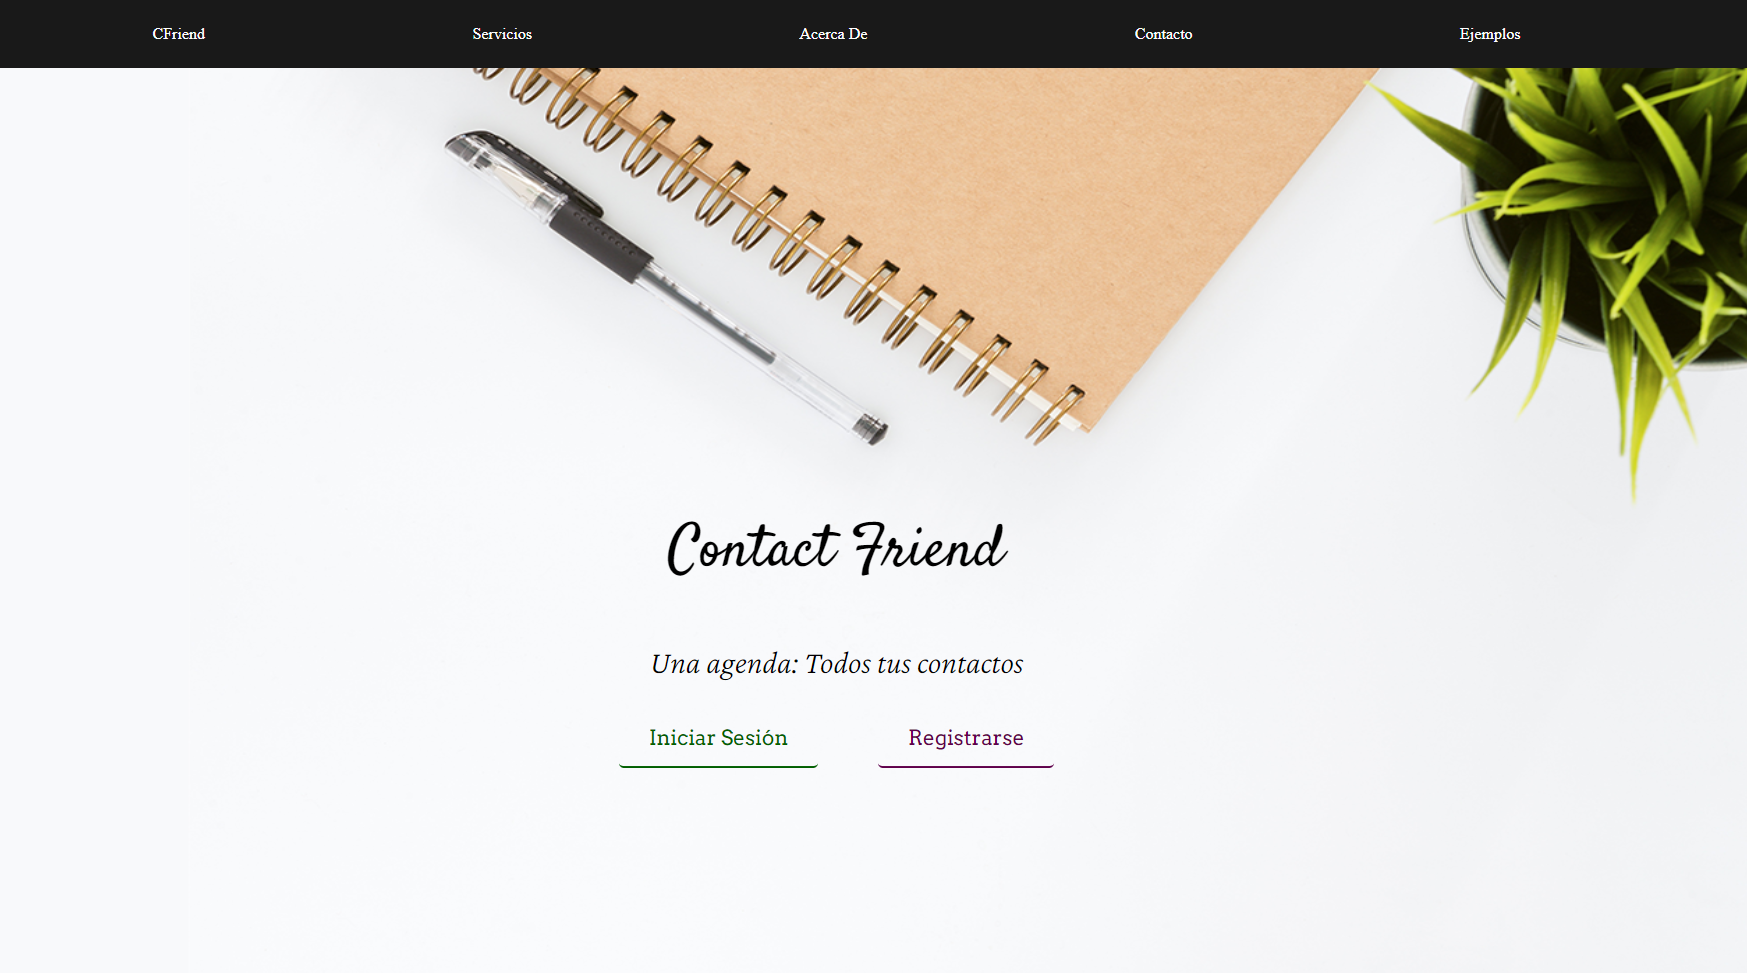 CFriend Servicios Acerca De Contacto Ejemplos
Contact Friend
Una agenda: Todos tus contactos
Iniciar Sesión Registrarse